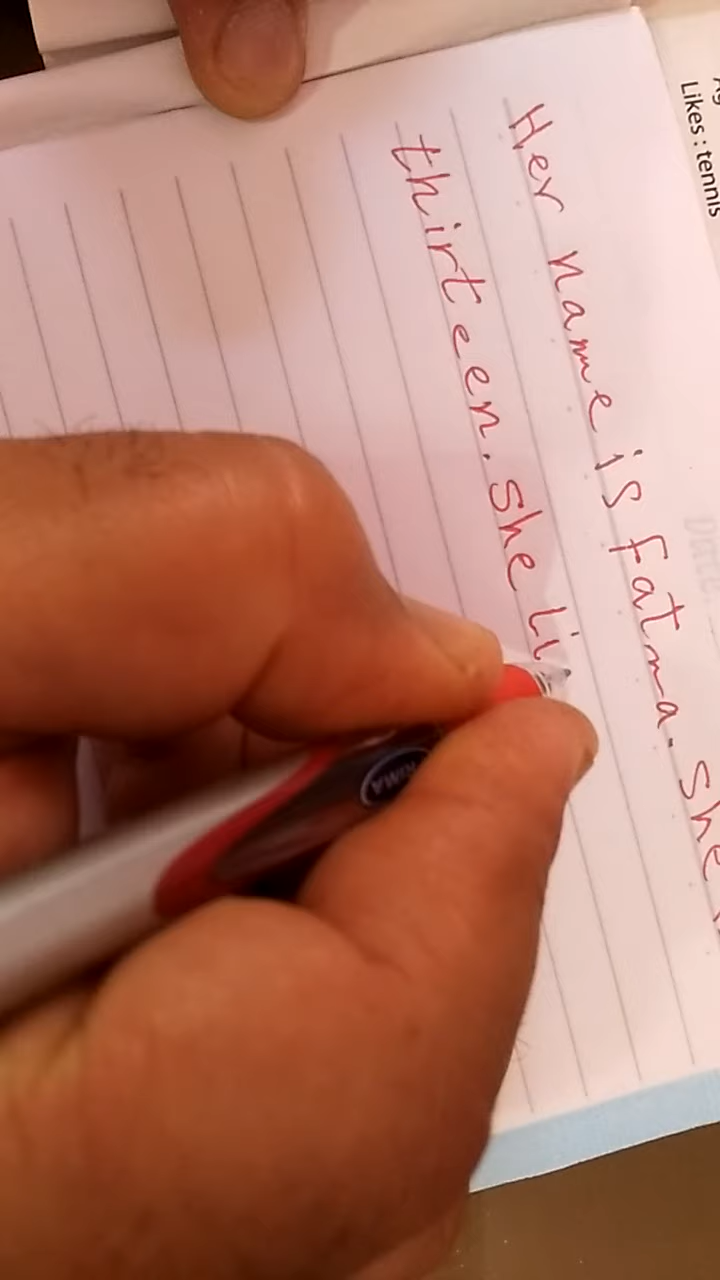 Likes : tennis
Her name is fatma. She
thirteen. She Li